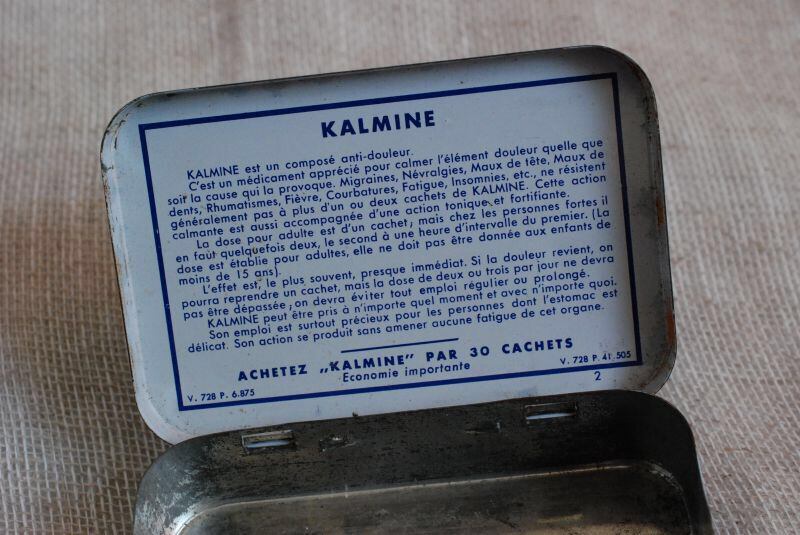 KALMINE
KALMINE est un composé anti-douleur.
C'est un médicament apprécié pour calmer l'élément douleur quelle que
soit la cause qui la provoque. Migraines, Névralgies, Maux de tête, Maux de
dents, Rhumatismes, Fièvre, Courbatures, Fatigue, Insomnies, etc., ne résistent
généralement pas à plus d'un ou deux cachets de KALMINE. Cette action
calmante est aussi accompagnée d'une action tonique et fortifiante.
La dose pour adulte est d'un cachet; mais chez les personnes fortes il
en faut quelquefois deux, le second à une heure d'intervalle du premier. (La
dose est établie pour adultes, elle ne doit pas être donnée aux enfants de
moins de 15 ans).
L'effet est, le plus souvent, presque immédiat. Si la douleur revient, on
pourra reprendre un cachet, mais la dose de deux ou trois par jour ne devra
pas être dépassée; on devra éviter tout emploi régulier ou prolongé.
KALMINE peut être pris à n'importe quel moment et avec n'importe quoi.
Son emploi est surtout précieux pour les personnes dont l'estomac est
délicat. Son action se produit sans amener aucune fatigue de cet organe.
ACHETEZ „KALMINE" PAR 30 CACHETS
Economie importante
V. 728 P. 6.875
V. 728 P. 41.505
2